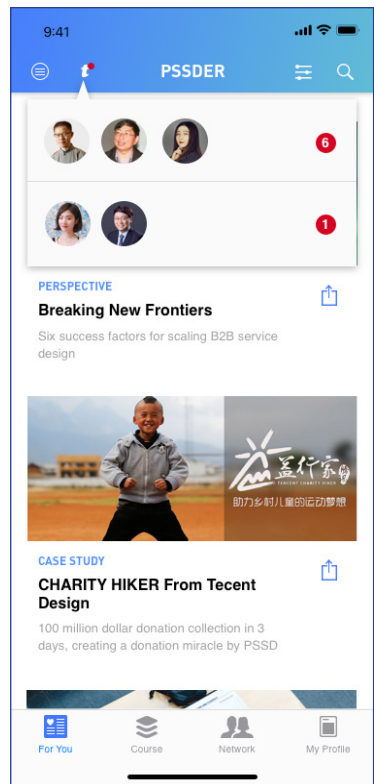 9:41
t
PSSDER
6
1
PERSPECTIVE
Breaking New Frontiers
Six success factors for scaling B2B service
design
益行家
PERCENT CHARITY HIKER
助力乡村儿童的运动梦想
CASE STUDY
CHARITY HIKER From Tecent
Design
100 million dollar donation collection in 3
days, creating a donation miracle by PSSD
For You
Course
Network
My Profile